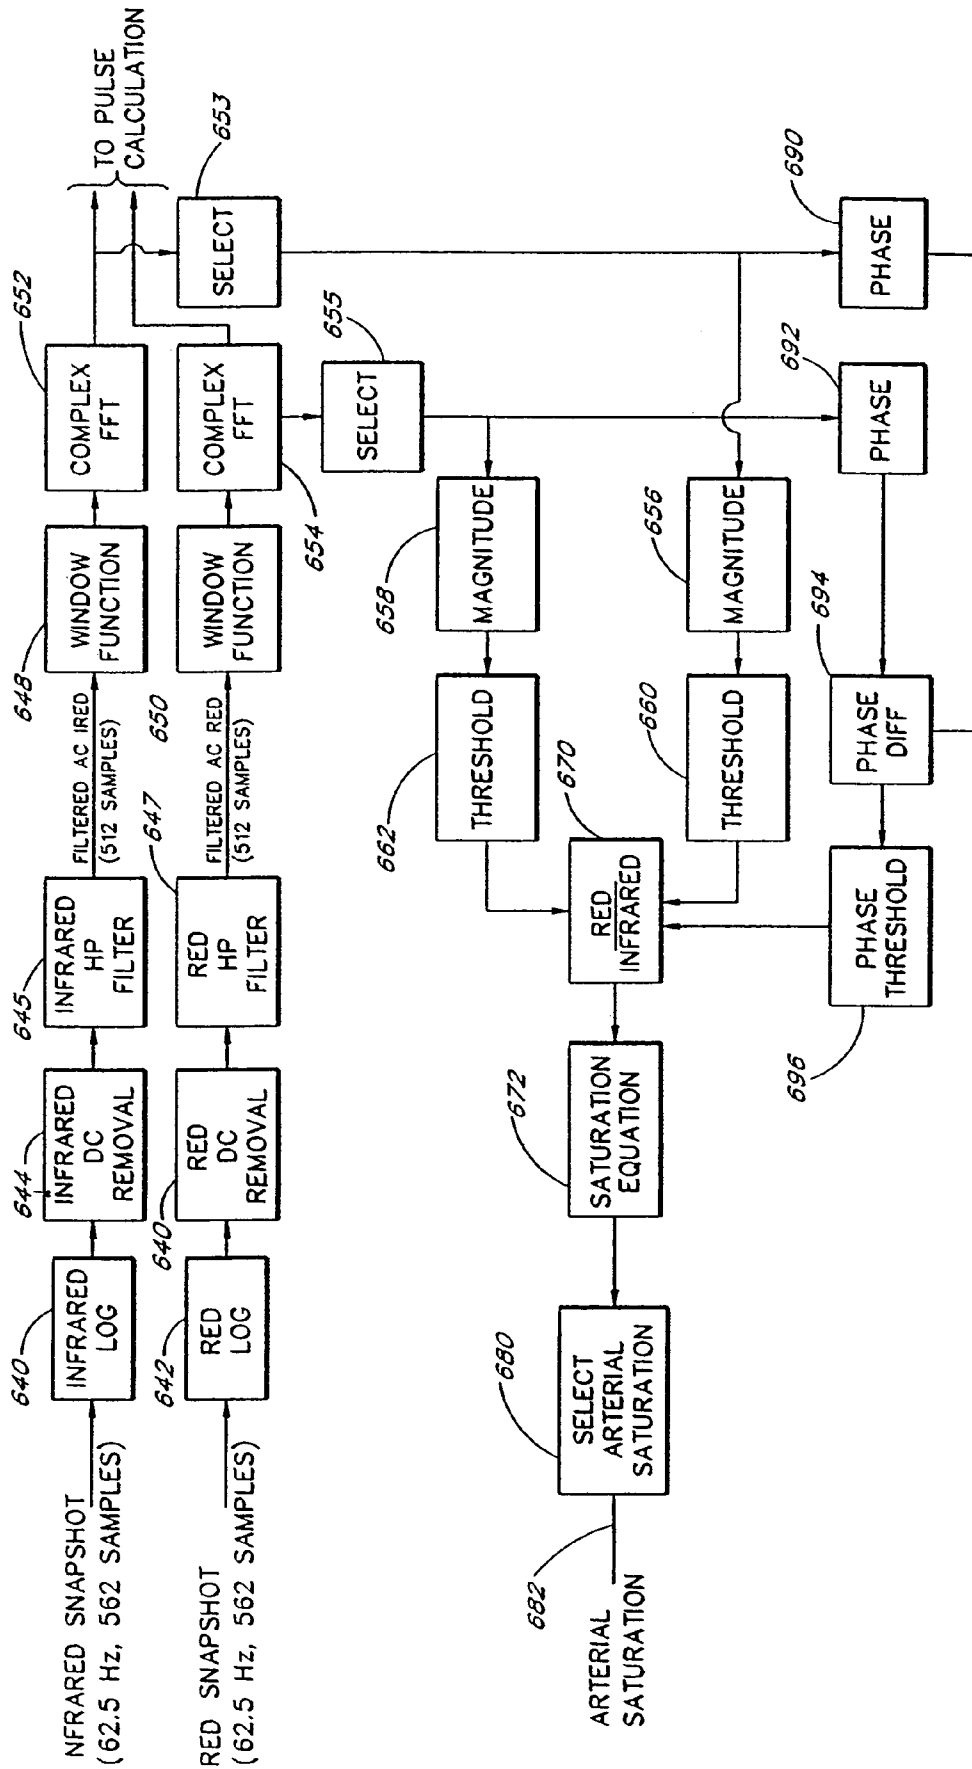 NFRARED SNAPSHOT
(62.5 Hz, 562 SAMPLES)
640
INFRARED
LOG
644
INFRARED
DC
REMOVAL
645
INFRARED
HP
FILTER
FILTERED AC IRED
(512 SAMPLES)
648
WINDOW
FUNCTION
652
COMPLEX
FFT
TO PULSE
CALCULATION
RED SNAPSHOT
(62.5 Hz, 562 SAMPLES)
642
RED
LOG
640
RED
DC
REMOVAL
647
RED
HP
FILTER
FILTERED AC RED
(512 SAMPLES)
650
WINDOW
FUNCTION
654
COMPLEX
FFT
653
SELECT
655
SELECT
658
MAGNITUDE
662
THRESHOLD
656
MAGNITUDE
660
THRESHOLD
670
RED
INFRARED
672
SATURATION
EQUATION
680
SELECT
ARTERIAL
SATURATION
682
ARTERIAL
SATURATION
690
PHASE
692
PHASE
694
PHASE
DIFF
696
PHASE
THRESHOLD